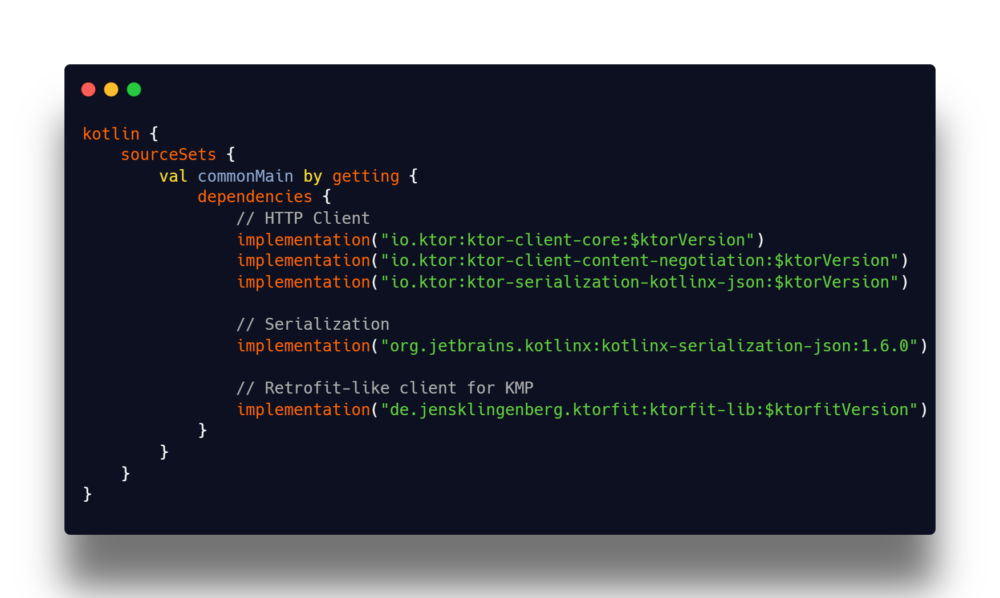 kotlin {
    sourceSets {
        val commonMain by getting {
            dependencies {
                // HTTP Client
                implementation("io.ktor:ktor-client-core:$ktorVersion")
                implementation("io.ktor:ktor-client-content-negotiation:$ktorVersion")
                implementation("io.ktor:ktor-serialization-kotlinx-json:$ktorVersion")

                // Serialization
                implementation("org.jetbrains.kotlinx:kotlinx-serialization-json:1.6.0")

                // Retrofit-like client for KMP
                implementation("de.jensklingenberg.ktorfit:ktorfit-lib:$ktorfitVersion")
            }
        }
    }
}